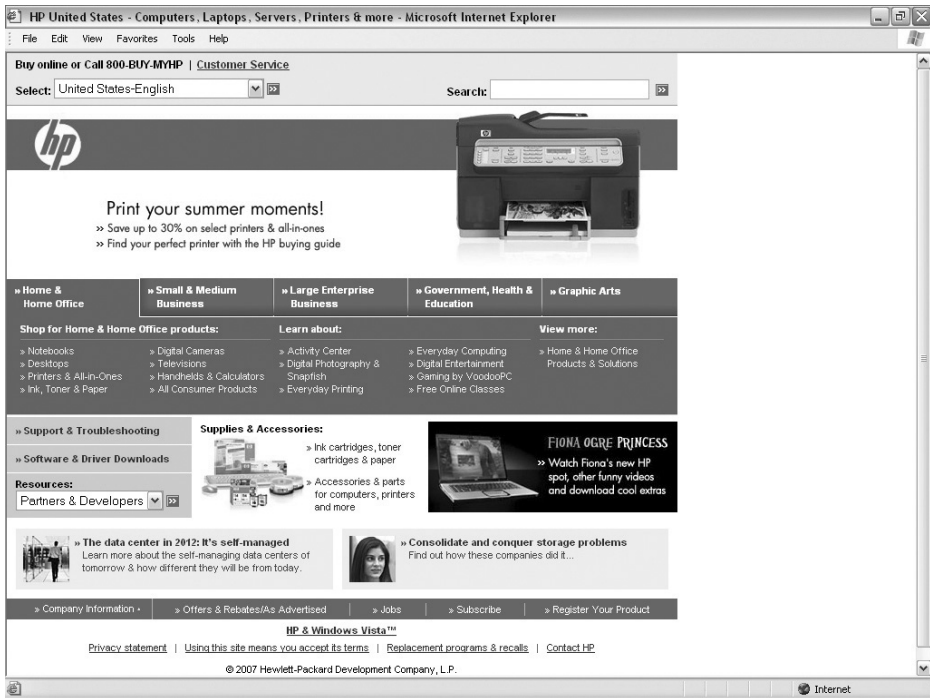 HP United States - Computers, Laptops, Servers, Printers & more - Microsoft Internet Explorer
File Edit View Favorites Tools Help
Buy online or Call 800-BUY-MYHP | Customer Service
Select: United States-English
Search:
hp
Print your summer moments!
» Save up to 30% on select printers & all-in-ones
» Find your perfect printer with the HP buying guide
» Home &
Home Office
» Small & Medium
Business
» Large Enterprise
Business
» Government, Health &
Education
» Graphic Arts
Shop for Home & Home Office products:
» Notebooks
» Desktops
» Printers & All-in-Ones
» Ink, Toner & Paper
» Digital Cameras
» Televisions
» Handhelds & Calculators
» All Consumer Products
Learn about:
» Activity Center
» Digital Photography &
Snapfish
» Everyday Printing
» Everyday Computing
» Digital Entertainment
» Gaming by VoodooPC
» Free Online Classes
View more:
» Home & Home Office
Products & Solutions
» Support & Troubleshooting
» Software & Driver Downloads
Resources:
Partners & Developers
Supplies & Accessories:
» Ink cartridges, toner
cartridges & paper
» Accessories & parts
for computers, printers
and more
FIONA OGRE PRINCESS
» Watch Fiona's new HP
spot, other funny videos
and download cool extras
» The data center in 2012: It's self-managed
Learn more about the self-managing data centers of
tomorrow & how different they will be from today.
» Consolidate and conquer storage problems
Find out how these companies did it...
» Company Information • » Offers & Rebates/As Advertised » Jobs » Subscribe » Register Your Product
HP & Windows Vista™
Privacy statement | Using this site means you accept its terms | Replacement programs & recalls | Contact HP
© 2007 Hewlett-Packard Development Company, L.P.
Internet